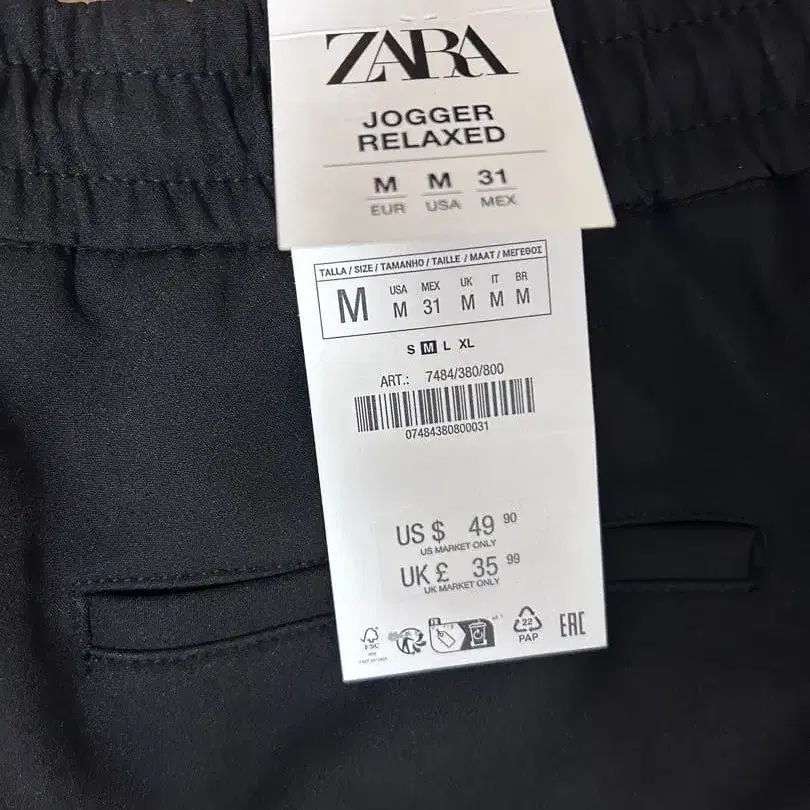 ZARA
JOGGER
RELAXED
M M 31
EUR USA MEX
TALLA / SIZE / TAMANHO / TAILLE / MAAT / ΜΕΓΕΘΟΣ
USA MEX UK IT BR
M M 31 M M M
S M L XL
ART.: 7484/380/800
07484380800031
US $ 49 90
US MARKET ONLY
UK £ 35 99
UK MARKET ONLY
FSC
22
PAP
EAC